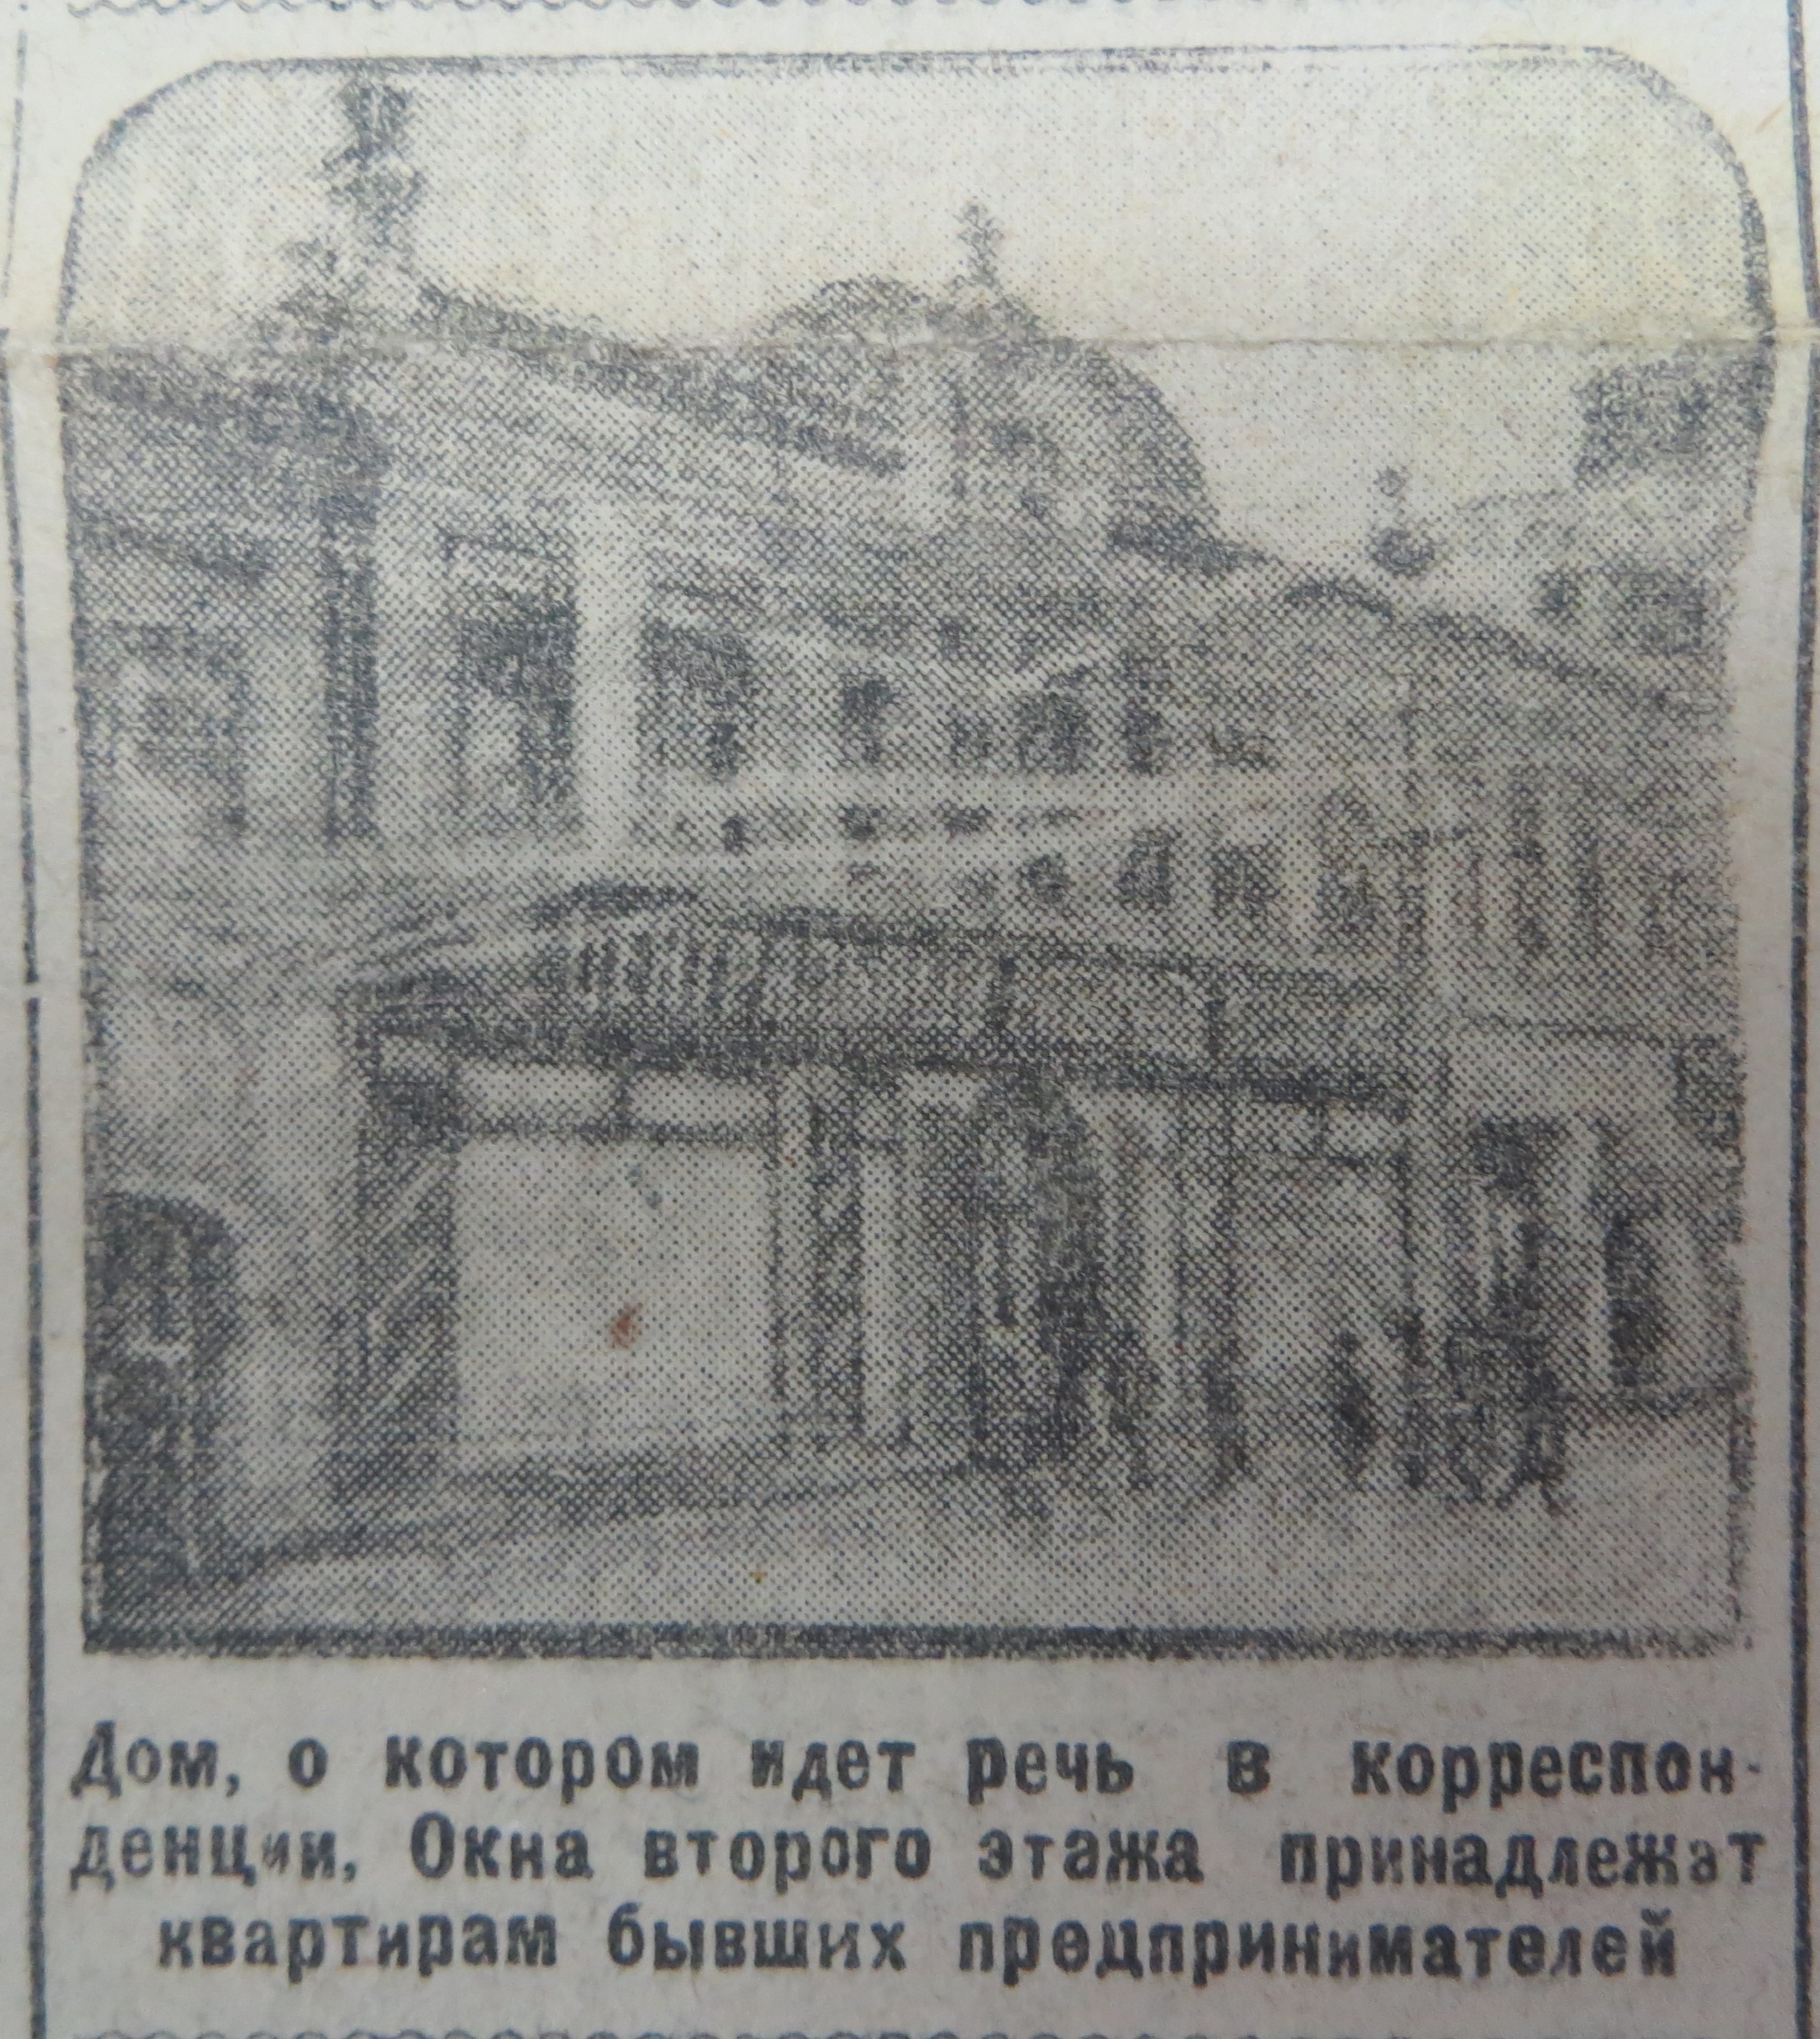 Дом, о котором идет речь в корреспон-
денции. Окна второго этажа принадлежат
квартирам бывших предпринимателей